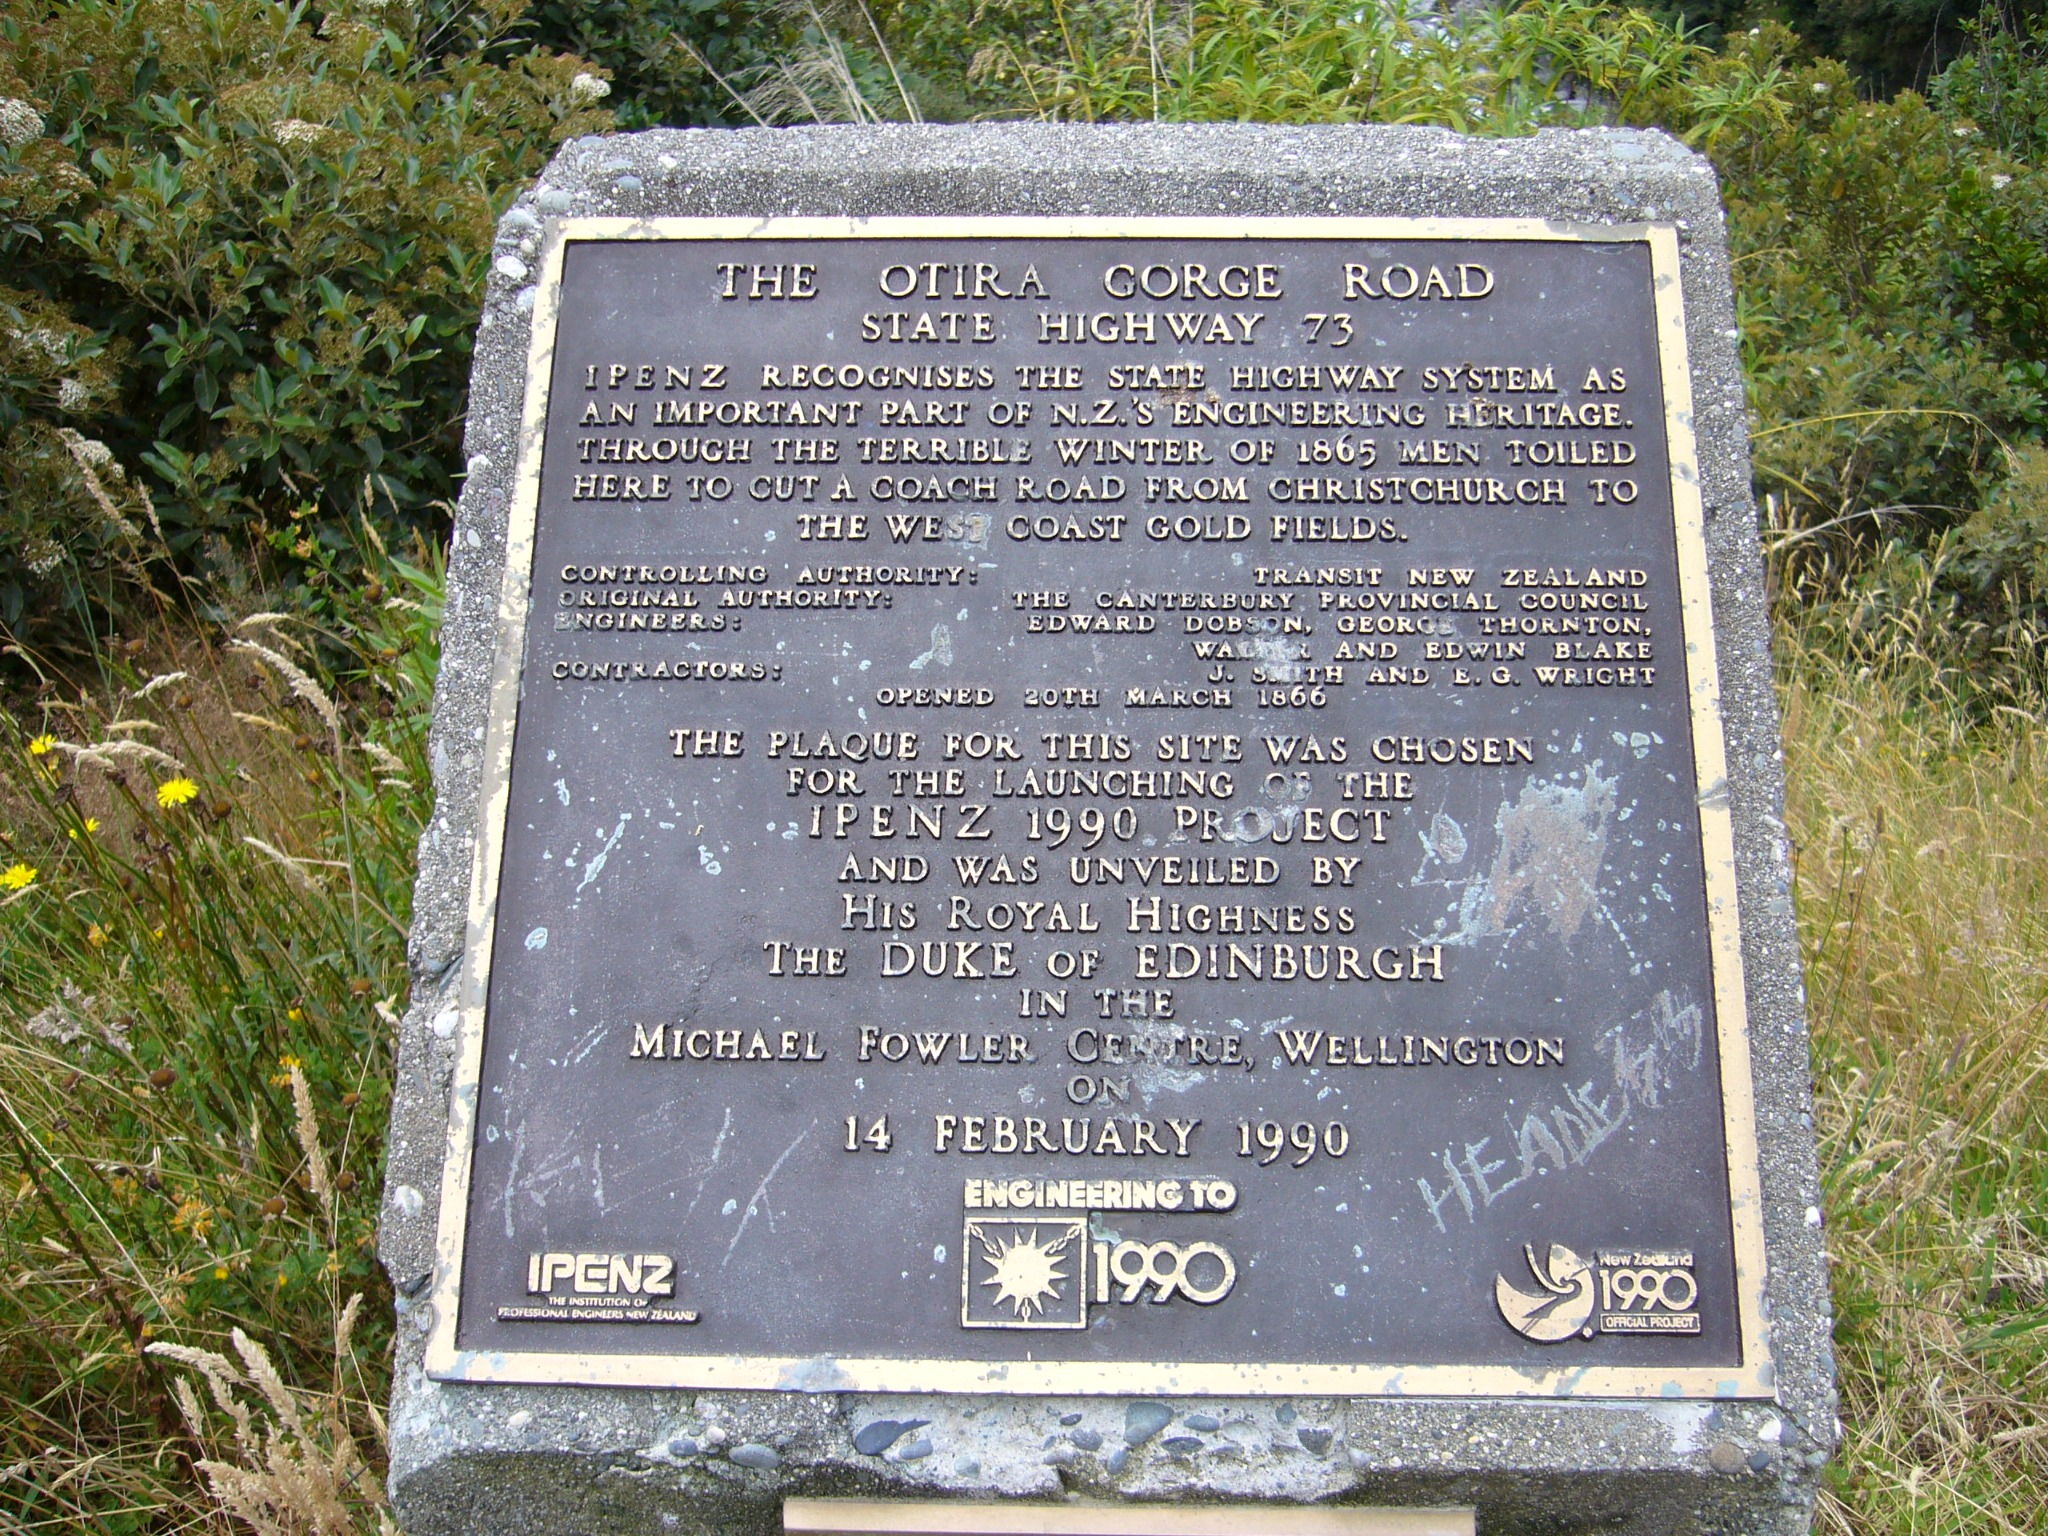 THE OTIRA GORGE ROAD
STATE HIGHWAY 73
IPENZ RECOGNISES THE STATE HIGHWAY SYSTEM AS
AN IMPORTANT PART OF N.Z.'S ENGINEERING HERITAGE.
THROUGH THE TERRIBLE WINTER OF 1865 MEN TOILED
HERE TO CUT A COACH ROAD FROM CHRISTCHURCH TO
THE WEST COAST GOLD FIELDS.
CONTROLLING AUTHORITY: TRANSIT NEW ZEALAND
ORIGINAL AUTHORITY: THE CANTERBURY PROVINCIAL COUNCIL
ENGINEERS: EDWARD DOBSON, GEORGE THORNTON,
WALTER AND EDWIN BLAKE
CONTRACTORS: J. SMITH AND E.G. WRIGHT
OPENED 20TH MARCH 1866
THE PLAQUE FOR THIS SITE WAS CHOSEN
FOR THE LAUNCHING OF THE
IPENZ 1990 PROJECT
AND WAS UNVEILED BY
HIS ROYAL HIGHNESS
THE DUKE OF EDINBURGH
IN THE
MICHAEL FOWLER CENTRE, WELLINGTON
ON
14 FEBRUARY 1990
ENGINEERING TO
1990
IPENZ
THE INSTITUTION OF
PROFESSIONAL ENGINEERS NEW ZEALAND
New Zealand
1990
OFFICIAL PROJECT